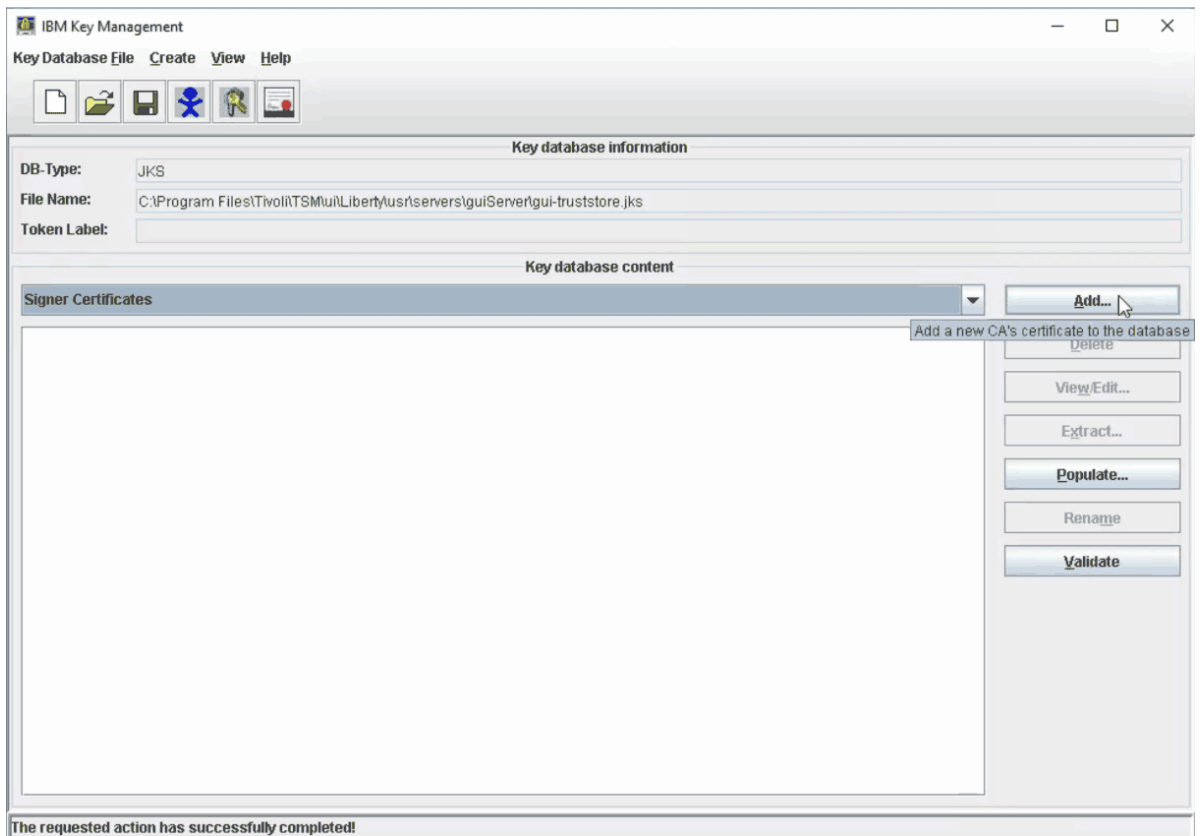 IBM Key Management
Key Database File Create View Help
Key database information
DB-Type: JKS
File Name: C:\Program Files\Tivoli\TSM\ui\Liberty\usr\servers\guiServer\gui-truststore.jks
Token Label:
Key database content
Signer Certificates
Add...
Add a new CA's certificate to the database
Delete
View/Edit...
Extract...
Populate...
Rename
Validate
The requested action has successfully completed!